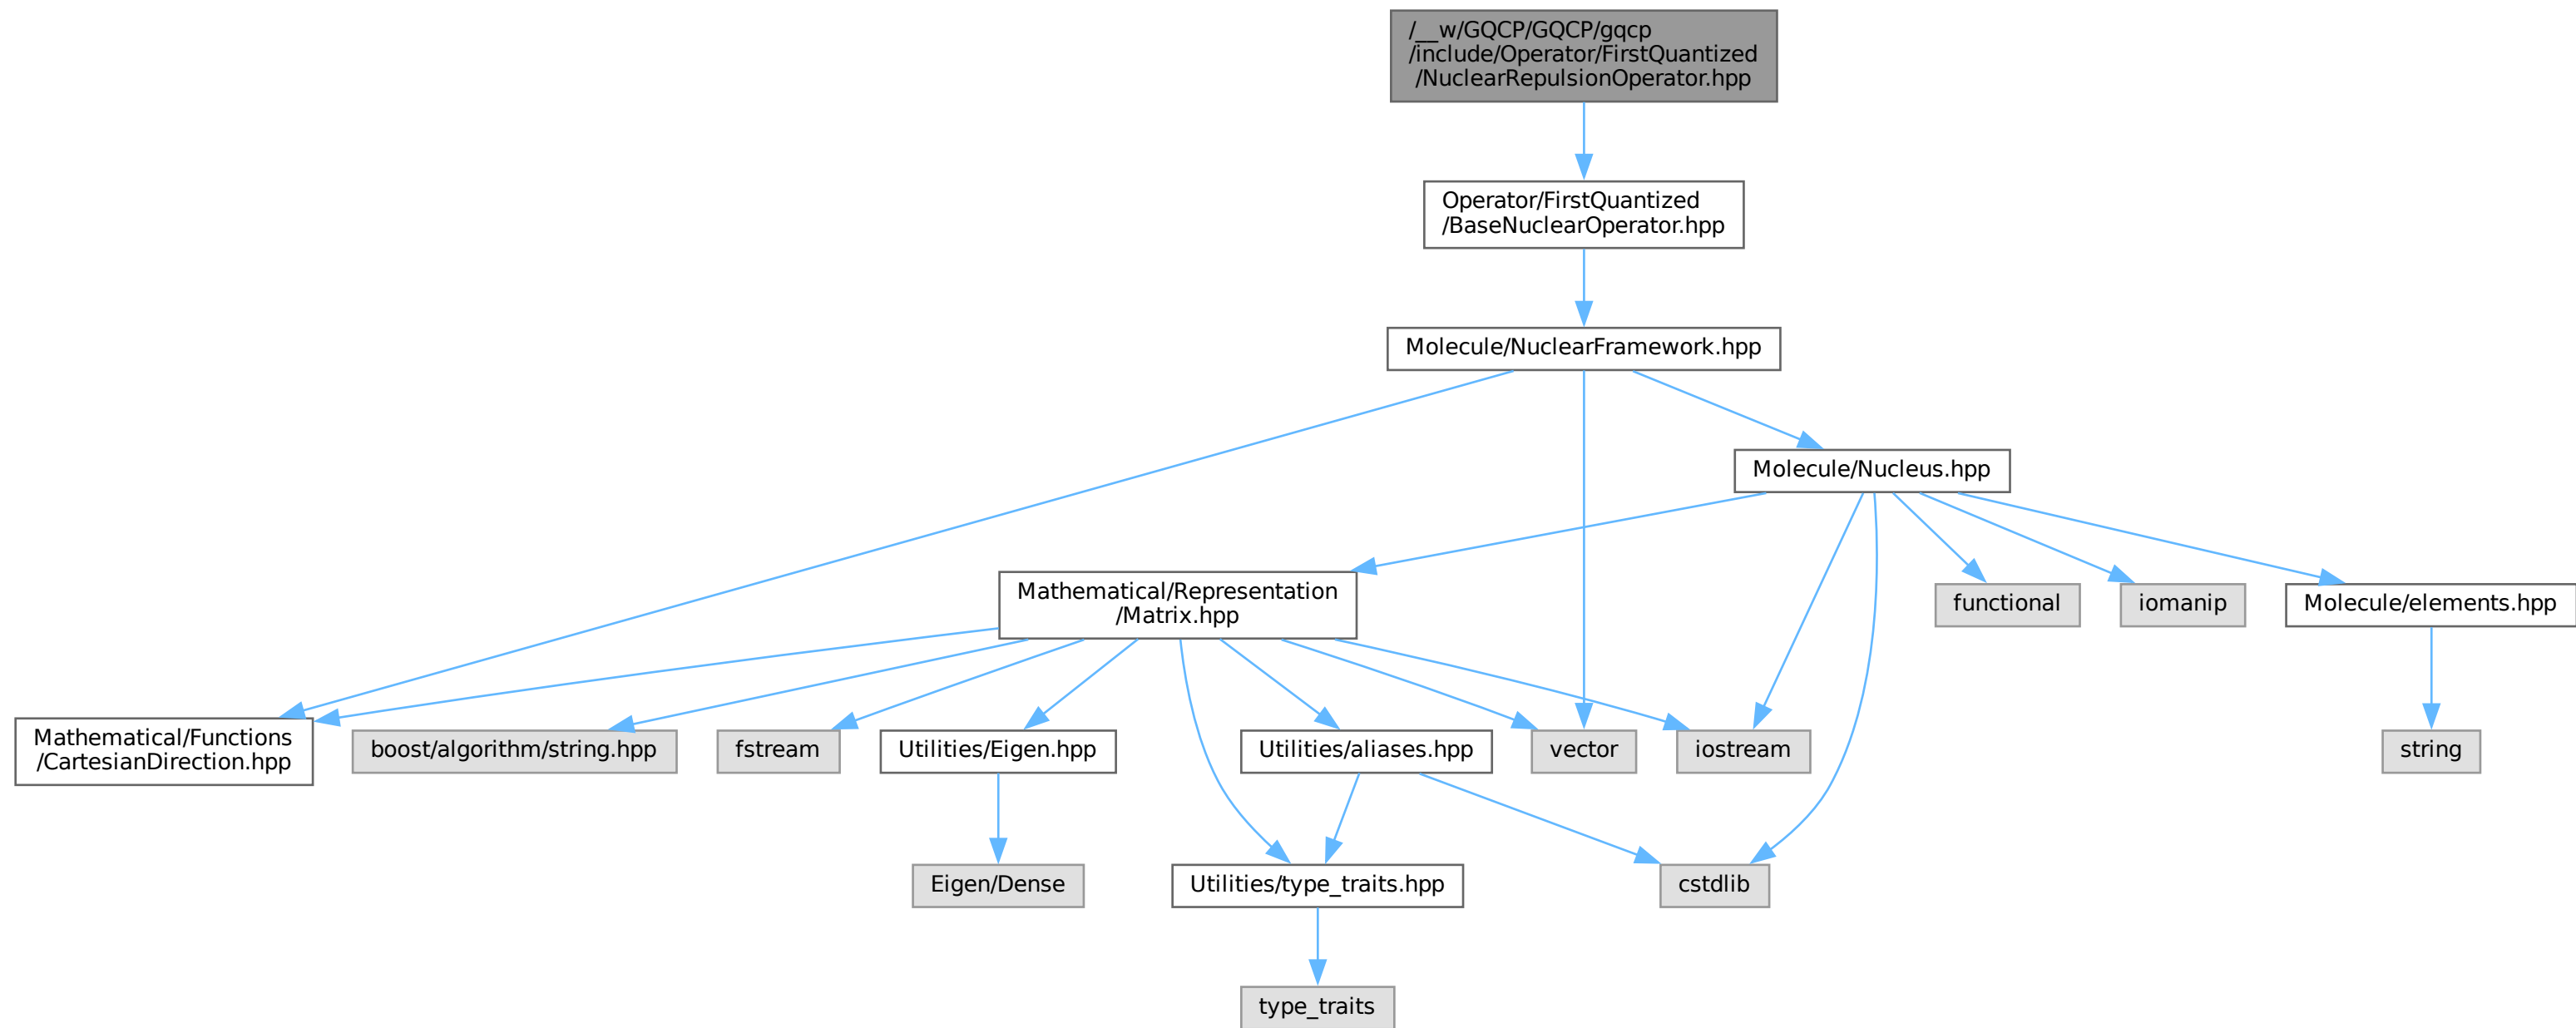 /__w/GQCP/GQCP/gqcp
/include/Operator/FirstQuantized
/NuclearRepulsionOperator.hpp
Operator/FirstQuantized
/BaseNuclearOperator.hpp
Molecule/NuclearFramework.hpp
Molecule/Nucleus.hpp
Mathematical/Representation
/Matrix.hpp
functional
iomanip
Molecule/elements.hpp
Mathematical/Functions
/CartesianDirection.hpp
boost/algorithm/string.hpp
fstream
Utilities/Eigen.hpp
Utilities/aliases.hpp
vector
iostream
string
Eigen/Dense
Utilities/type_traits.hpp
cstdlib
type_traits